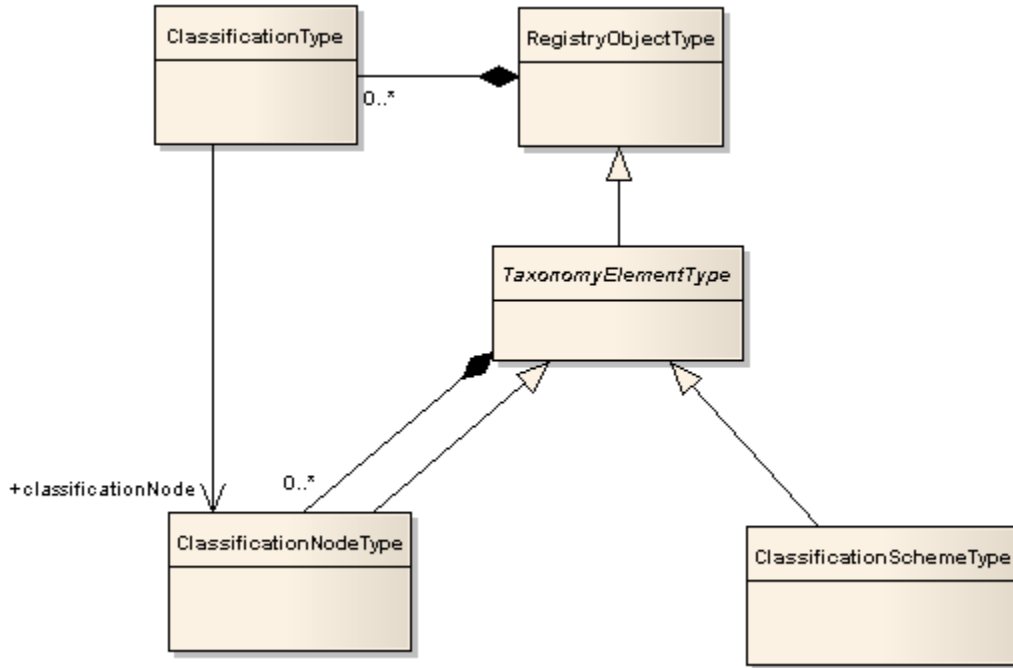 ClassificationType
RegistryObjectType
0..*
TaxonomyElementType
+classificationNode
0..*
ClassificationNodeType
ClassificationSchemeType